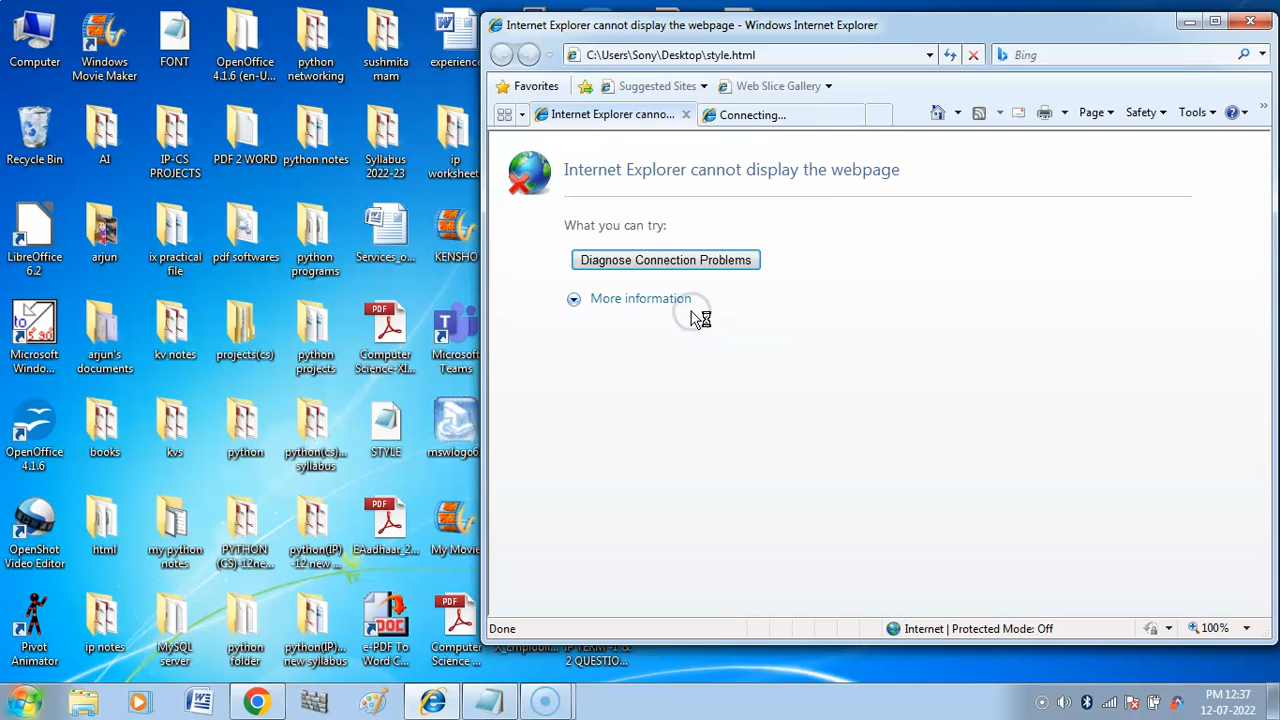 Computer
Windows Movie Maker
FONT
OpenOffice 4.1.6 (en-U...
python networking
sushmita mam
experience
Recycle Bin
AI
IP-CS PROJECTS
PDF 2 WORD
python notes
Syllabus 2022-23
ip worksheet
LibreOffice 6.2
arjun
ix practical file
pdf softwares
python programs
Services_o...
KENSHO
Microsoft Windo...
arjun's documents
kv notes
projects(cs)
python projects
Computer Science-XI...
Microsoft Teams
OpenOffice 4.1.6
books
kvs
python
python(cs)... syllabus
STYLE
mswlogo6
OpenShot Video Editor
html
my python notes
PYTHON (CS)-12ne...
python(IP) -12 new ...
EAadhaar_2...
My Movie
Pivot Animator
ip notes
MySQL server
python folder
python(IP)... new syllabus
e-PDF To Word C...
Computer Science ...
& 2 QUESTIO...
Internet Explorer cannot display the webpage - Windows Internet Explorer
C:\Users\Sony\Desktop\style.html
Bing
Favorites
Suggested Sites
Web Slice Gallery
Internet Explorer canno...
Connecting...
Page
Safety
Tools
Internet Explorer cannot display the webpage
What you can try:
Diagnose Connection Problems
More information
Done
Internet | Protected Mode: Off
100%
PM 12:37
12-07-2022